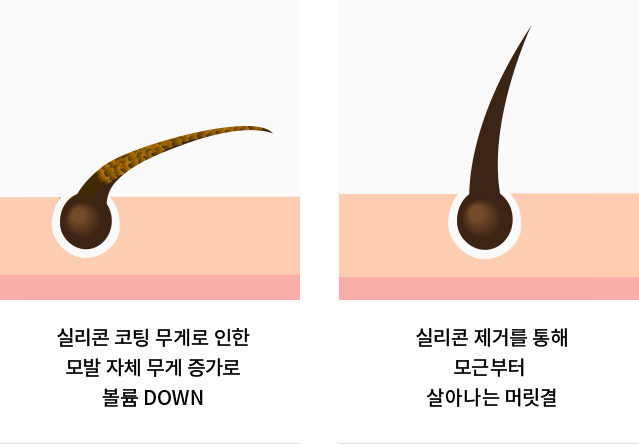 실리콘 코팅 무게로 인한
모발 자체 무게 증가로
볼륨 DOWN
실리콘 제거를 통해
모근부터
살아나는 머릿결